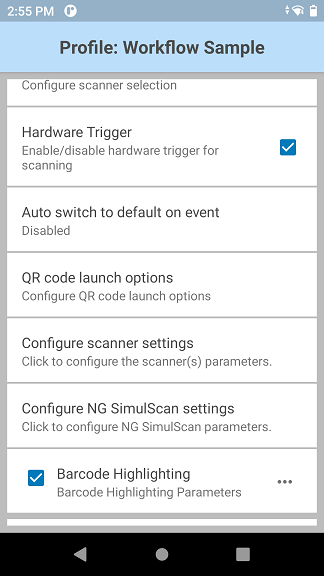 2:55 PM
Profile: Workflow Sample
Configure scanner selection
Hardware Trigger
Enable/disable hardware trigger for
scanning
Auto switch to default on event
Disabled
QR code launch options
Configure QR code launch options
Configure scanner settings
Click to configure the scanner(s) parameters.
Configure NG SimulScan settings
Click to configure NG SimulScan parameters.
Barcode Highlighting
Barcode Highlighting Parameters